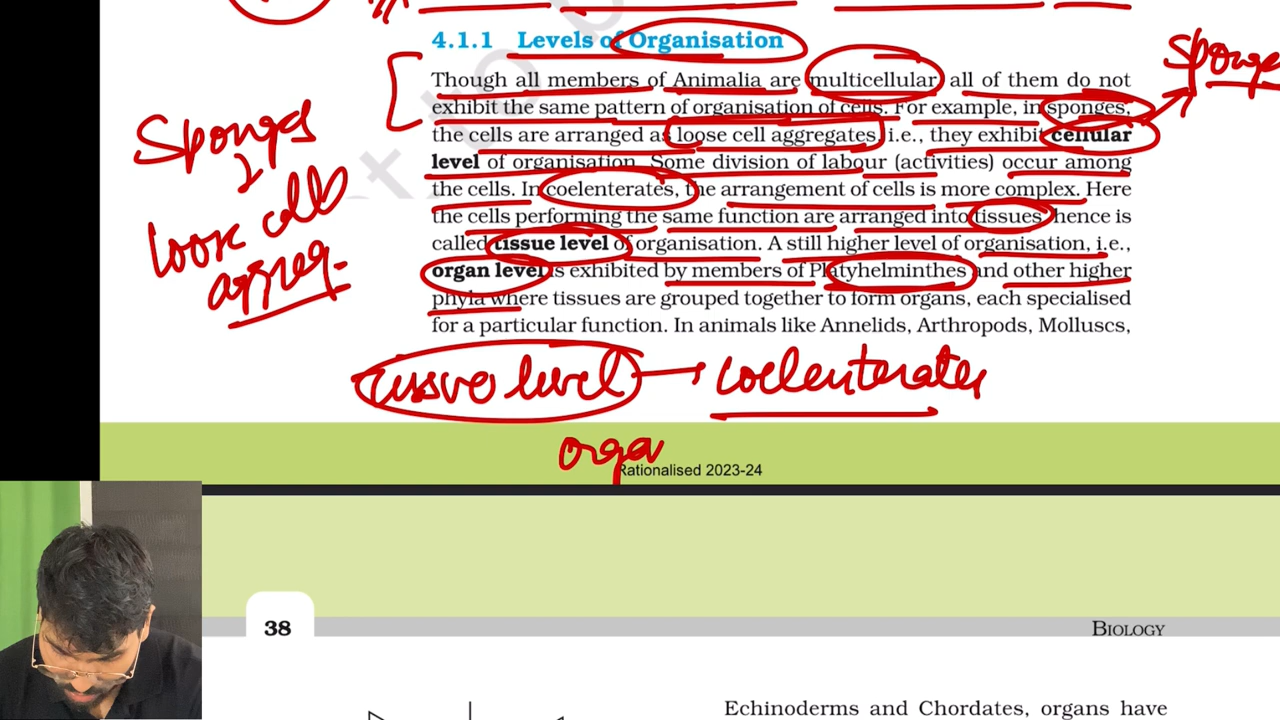 4.1.1 Levels of Organisation
Though all members of Animalia are multicellular, all of them do not
exhibit the same pattern of organisation of cells. For example, in sponges,
the cells are arranged as loose cell aggregates, i.e., they exhibit cellular
level of organisation. Some division of labour (activities) occur among
the cells. In coelenterates, the arrangement of cells is more complex. Here
the cells performing the same function are arranged into tissues, hence is
called tissue level of organisation. A still higher level of organisation, i.e.,
organ level is exhibited by members of Platyhelminthes and other higher
phyla where tissues are grouped together to form organs, each specialised
for a particular function. In animals like Annelids, Arthropods, Molluscs,
Sponge
Sponges
loose cells
aggreg.
Tissue level → coelenterates
orga
Rationalised 2023-24
38
BIOLOGY
Echinoderms and Chordates, organs have